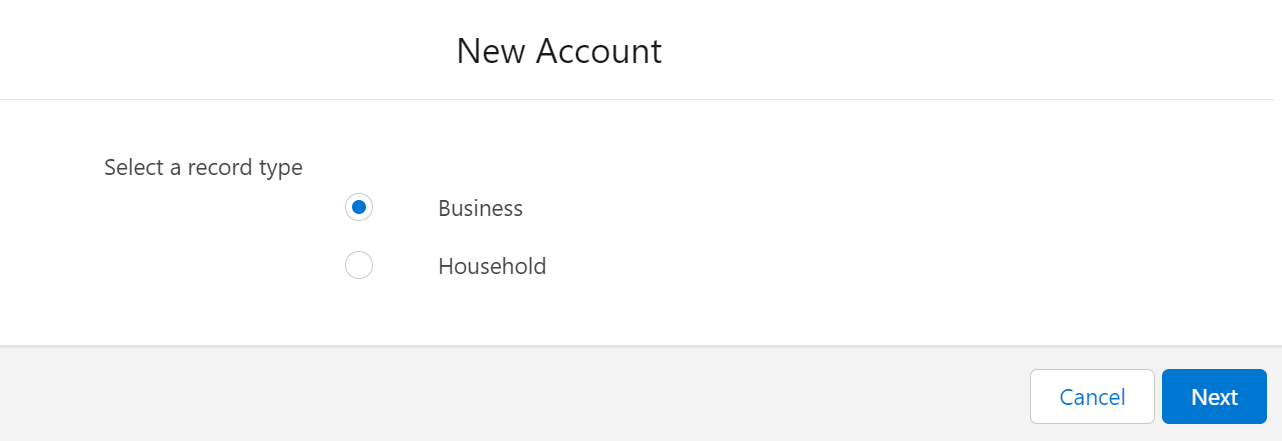 New Account
Select a record type
Business
Household
Cancel
Next